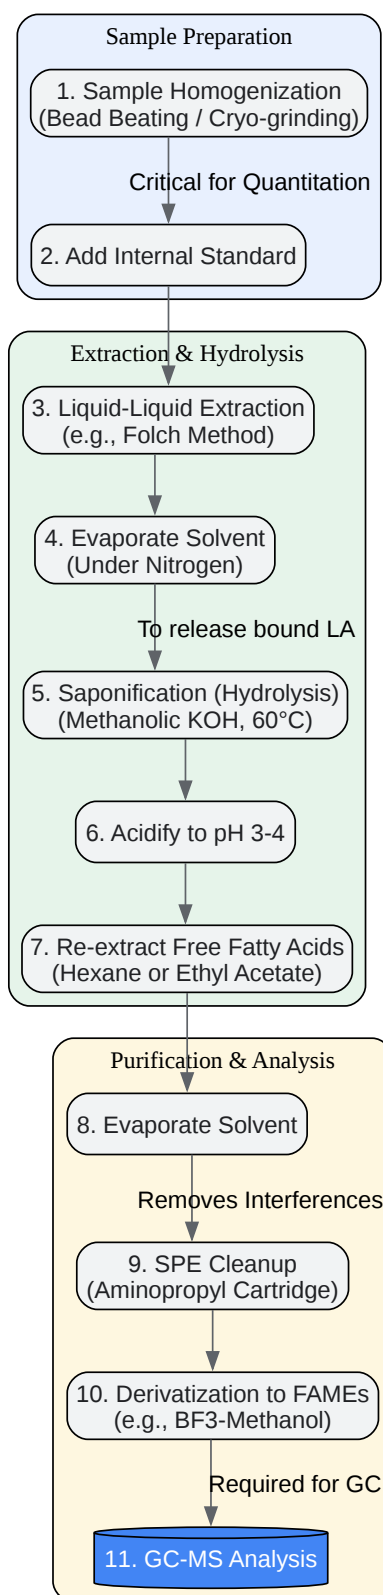 Sample Preparation
1. Sample Homogenization
(Bead Beating / Cryo-grinding)
Critical for Quantitation
2. Add Internal Standard
Extraction & Hydrolysis
3. Liquid-Liquid Extraction
(e.g., Folch Method)
4. Evaporate Solvent
(Under Nitrogen)
To release bound LA
5. Saponification (Hydrolysis)
(Methanolic KOH, 60°C)
6. Acidify to pH 3-4
7. Re-extract Free Fatty Acids
(Hexane or Ethyl Acetate)
Purification & Analysis
8. Evaporate Solvent
Removes Interferences
9. SPE Cleanup
(Aminopropyl Cartridge)
10. Derivatization to FAMEs
(e.g., BF3-Methanol)
Required for GC
11. GC-MS Analysis